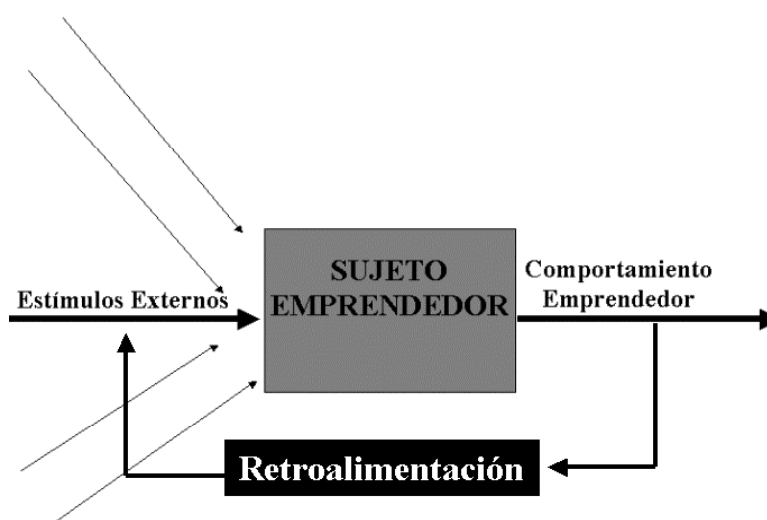 SUJETO
EMPRENDEDOR
Estímulos Externos
Comportamiento
Emprendedor
Retroalimentación